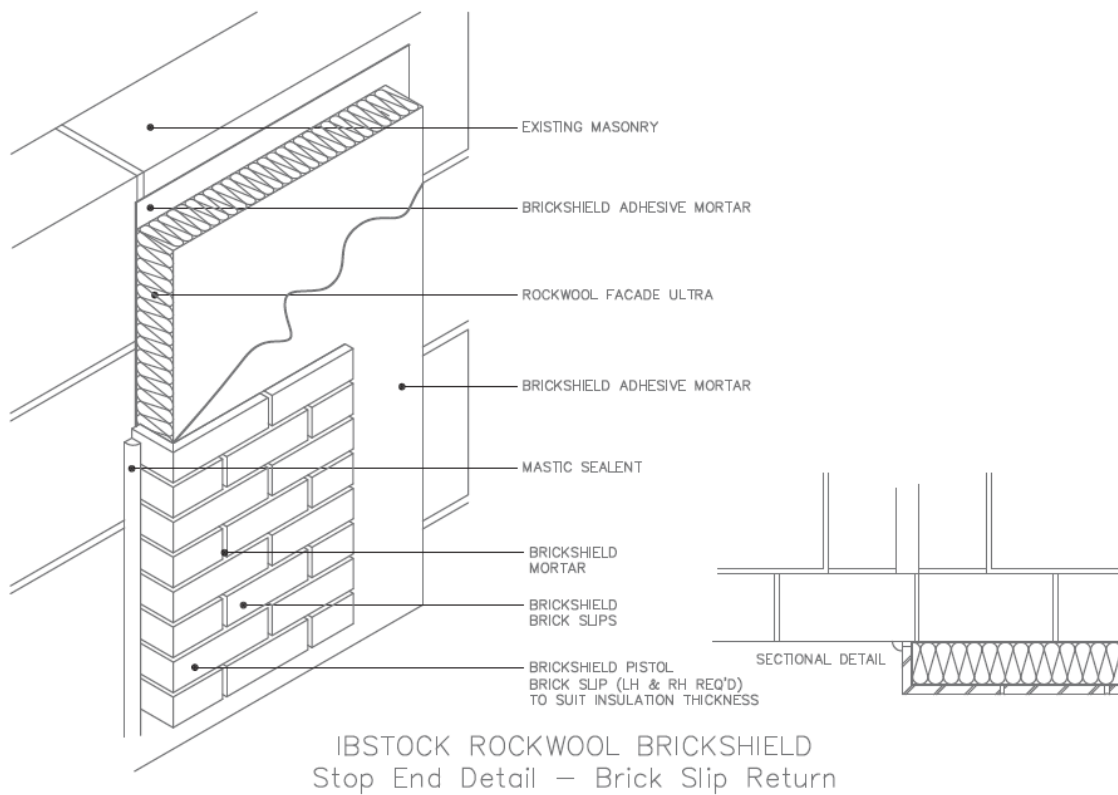 EXISTING MASONRY
BRICKSHIELD ADHESIVE MORTAR
ROCKWOOL FACADE ULTRA
BRICKSHIELD ADHESIVE MORTAR
MASTIC SEALENT
BRICKSHIELD
MORTAR
BRICKSHIELD
BRICK SLIPS
BRICKSHIELD PISTOL
BRICK SLIP (LH & RH REQ'D)
TO SUIT INSULATION THICKNESS
SECTIONAL DETAIL
IBSTOCK ROCKWOOL BRICKSHIELD
Stop End Detail – Brick Slip Return